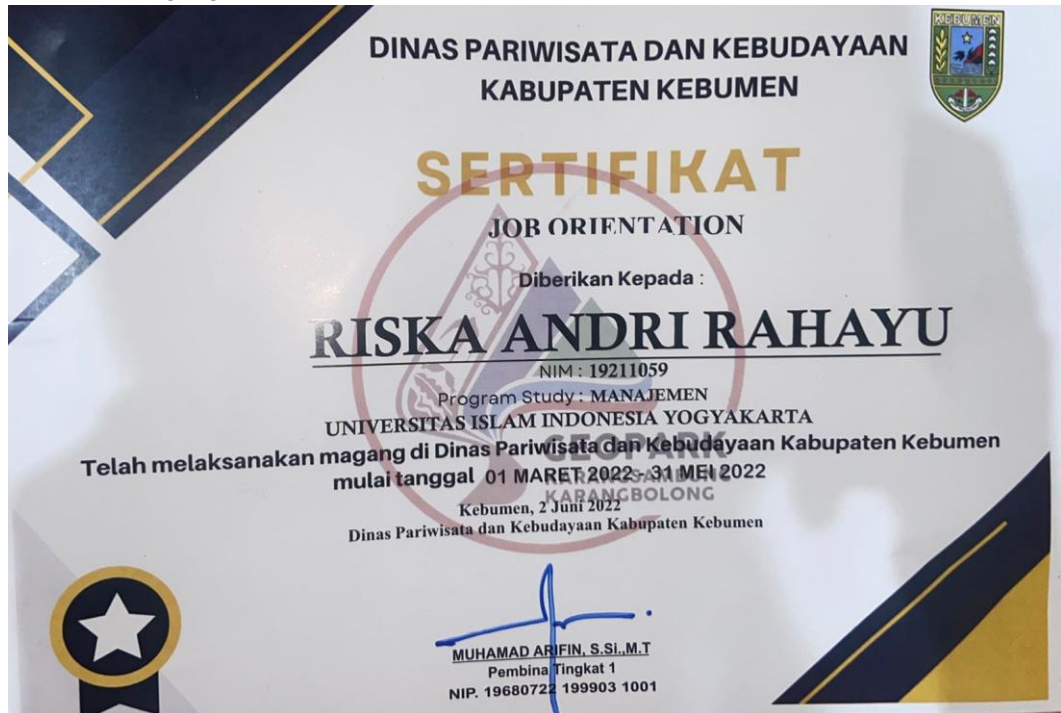 DINAS PARIWISATA DAN KEBUDAYAAN
KABUPATEN KEBUMEN
KEBUMEN
SERTIFIKAT
JOB ORIENTATION
Diberikan Kepada :
RISKA ANDRI RAHAYU
NIM : 19211059
Program Study : MANAJEMEN
UNIVERSITAS ISLAM INDONESIA YOGYAKARTA
GEOPARK
Telah melaksanakan magang di Dinas Pariwisata dan Kebudayaan Kabupaten Kebumen
mulai tanggal 01 MARET 2022 - 31 MEI 2022
KARANGSAMBUNG
KARANGBOLONG
Kebumen, 2 Juni 2022
Dinas Pariwisata dan Kebudayaan Kabupaten Kebumen
MUHAMAD ARIFIN, S.Si.,M.T
Pembina Tingkat 1
NIP. 19680722 199903 1001